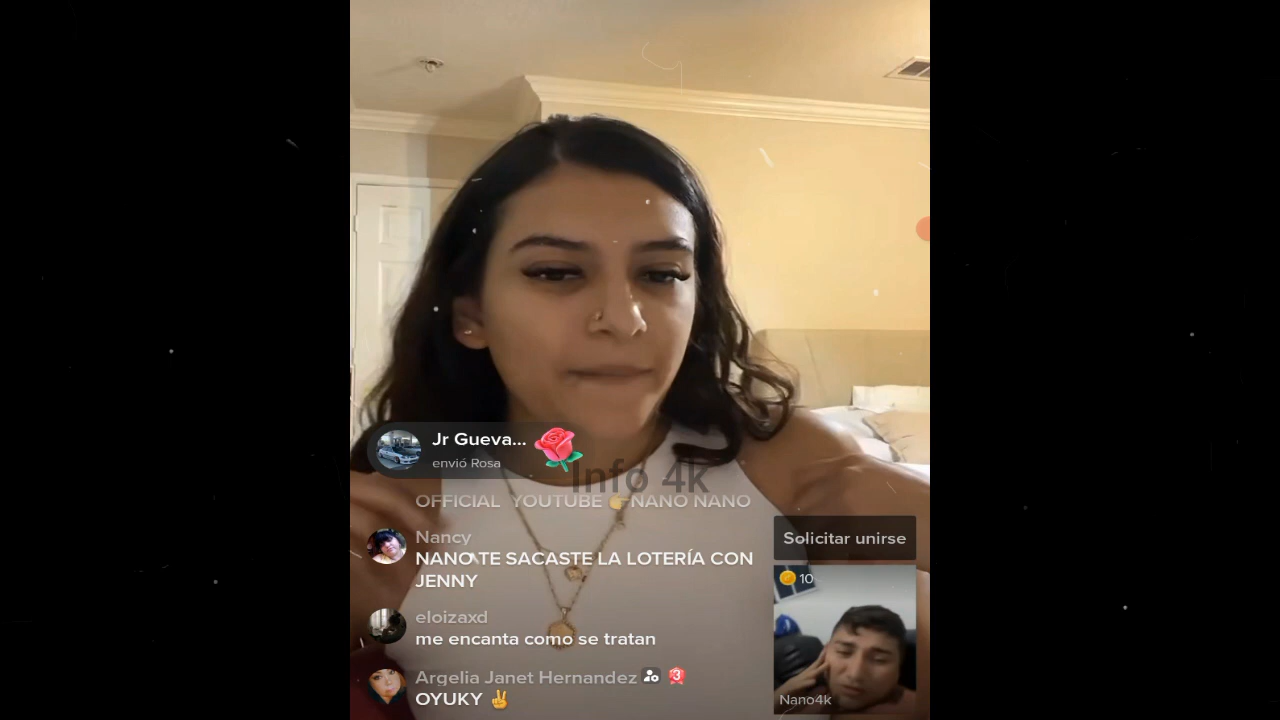 Jr Gueva...
envió Rosa
Info 4k
OFFICIAL YOUTUBE 👉NANO NANO
Nancy
NANO TE SACASTE LA LOTERÍA CON
JENNY
eloizaxd
me encanta como se tratan
Argelia Janet Hernandez 3
OYUKY ✌️
Solicitar unirse
10
Nano4k